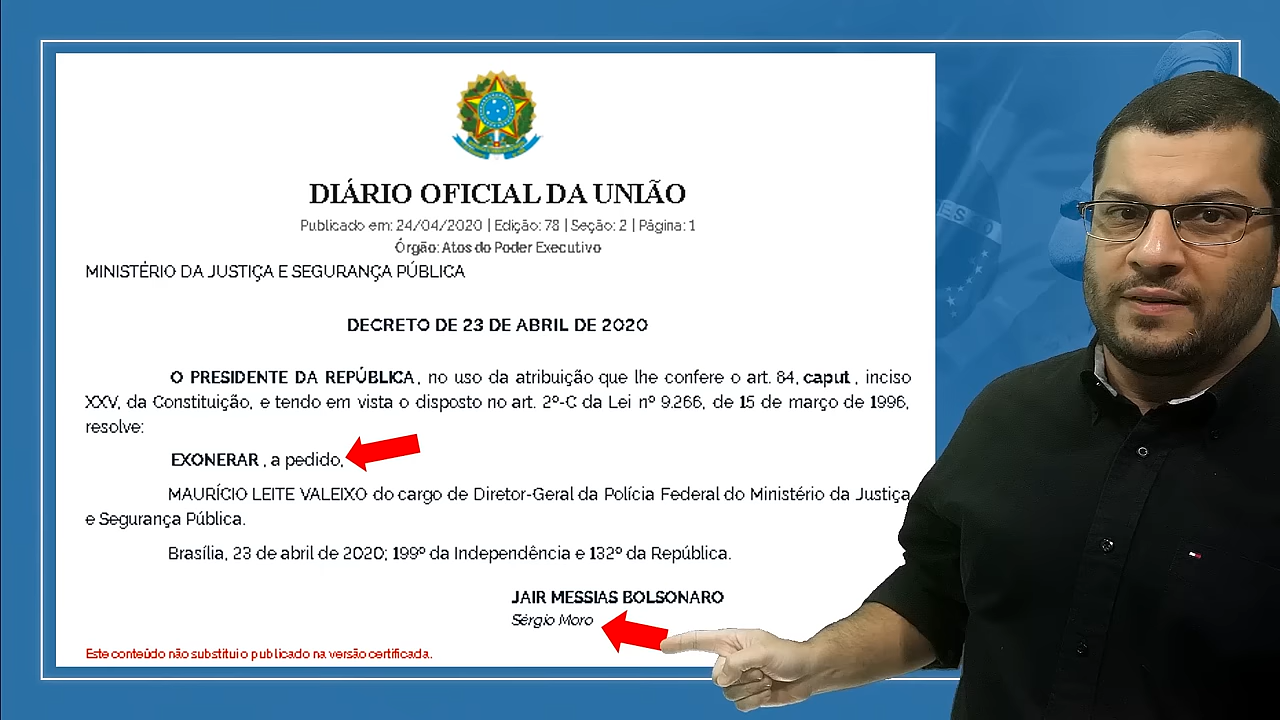 DIÁRIO OFICIAL DA UNIÃO
Publicado em: 24/04/2020 | Edição: 78 | Seção: 2 | Página: 1
Órgão: Atos do Poder Executivo
MINISTÉRIO DA JUSTIÇA E SEGURANÇA PÚBLICA
DECRETO DE 23 DE ABRIL DE 2020
O PRESIDENTE DA REPÚBLICA, no uso da atribuição que lhe confere o art. 84, caput , inciso
XXV, da Constituição, e tendo em vista o disposto no art. 2º-C da Lei nº 9.266, de 15 de março de 1996,
resolve:
EXONERAR , a pedido,
MAURÍCIO LEITE VALEIXO do cargo de Diretor-Geral da Polícia Federal do Ministério da Justiça
e Segurança Pública.
Brasília, 23 de abril de 2020; 199º da Independência e 132º da República.
JAIR MESSIAS BOLSONARO
Sérgio Moro
Este conteúdo não substitui o publicado na versão certificada.